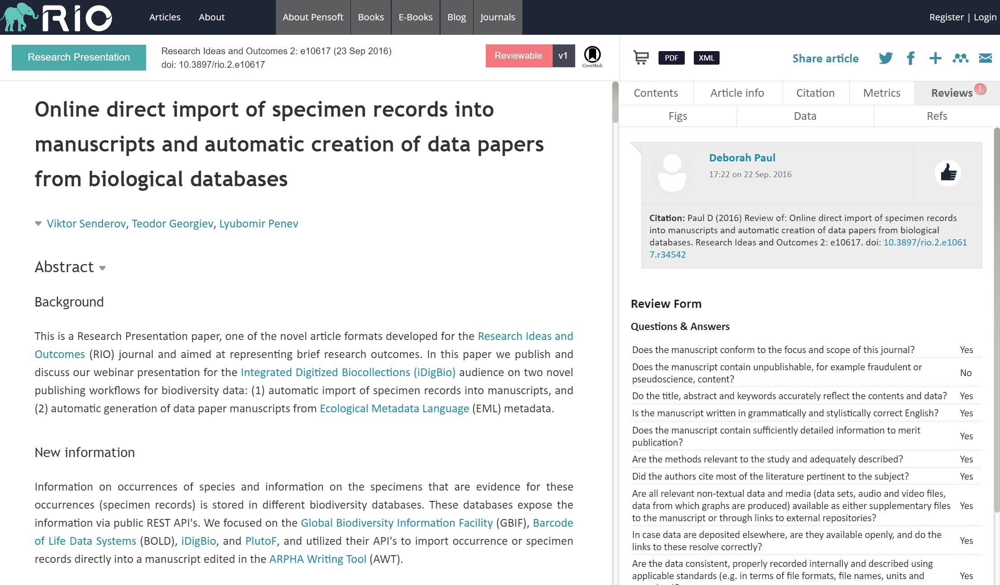 RIO
Articles
About
About Pensoft
Books
E-Books
Blog
Journals
Register | Login
Research Presentation
Research Ideas and Outcomes 2: e10617 (23 Sep 2016)
doi: 10.3897/rio.2.e10617
Reviewable v1
CrossMark
Online direct import of specimen records into
manuscripts and automatic creation of data papers
from biological databases
Viktor Senderov, Teodor Georgiev, Lyubomir Penev
Abstract
Background
This is a Research Presentation paper, one of the novel article formats developed for the Research Ideas and
Outcomes (RIO) journal and aimed at representing brief research outcomes. In this paper we publish and
discuss our webinar presentation for the Integrated Digitized Biocollections (iDigBio) audience on two novel
publishing workflows for biodiversity data: (1) automatic import of specimen records into manuscripts, and
(2) automatic generation of data paper manuscripts from Ecological Metadata Language (EML) metadata.
New information
Information on occurrences of species and information on the specimens that are evidence for these
occurrences (specimen records) is stored in different biodiversity databases. These databases expose the
information via public REST API's. We focused on the Global Biodiversity Information Facility (GBIF), Barcode
of Life Data Systems (BOLD), iDigBio, and PlutoF, and utilized their API's to import occurrence or specimen
records directly into a manuscript edited in the ARPHA Writing Tool (AWT).
PDF
XML
Share article
Contents
Article info
Citation
Metrics
Reviews 1
Figs
Data
Refs
Deborah Paul
17:22 on 22 Sep. 2016
Citation: Paul D (2016) Review of: Online direct import of specimen records
into manuscripts and automatic creation of data papers from biological
databases. Research Ideas and Outcomes 2: e10617. doi: 10.3897/rio.2.e1061
7.r34542
Review Form
Questions & Answers
Does the manuscript conform to the focus and scope of this journal? Yes
Does the manuscript contain unpublishable, for example fraudulent or
pseudoscience, content? No
Do the title, abstract and keywords accurately reflect the contents and data? Yes
Is the manuscript written in grammatically and stylistically correct English? Yes
Does the manuscript contain sufficiently detailed information to merit
publication? Yes
Are the methods relevant to the study and adequately described? Yes
Did the authors cite most of the literature pertinent to the subject? Yes
Are all relevant non-textual data and media (data sets, audio and video files,
data from which graphs are produced) available as either supplementary files Yes
to the manuscript or through links to external repositories?
In case data are deposited elsewhere, are they available openly, and do the
links to these resolve correctly? Yes
Are the data consistent, properly recorded internally and described using
applicable standards (e.g. in terms of file formats, file names, units and Yes